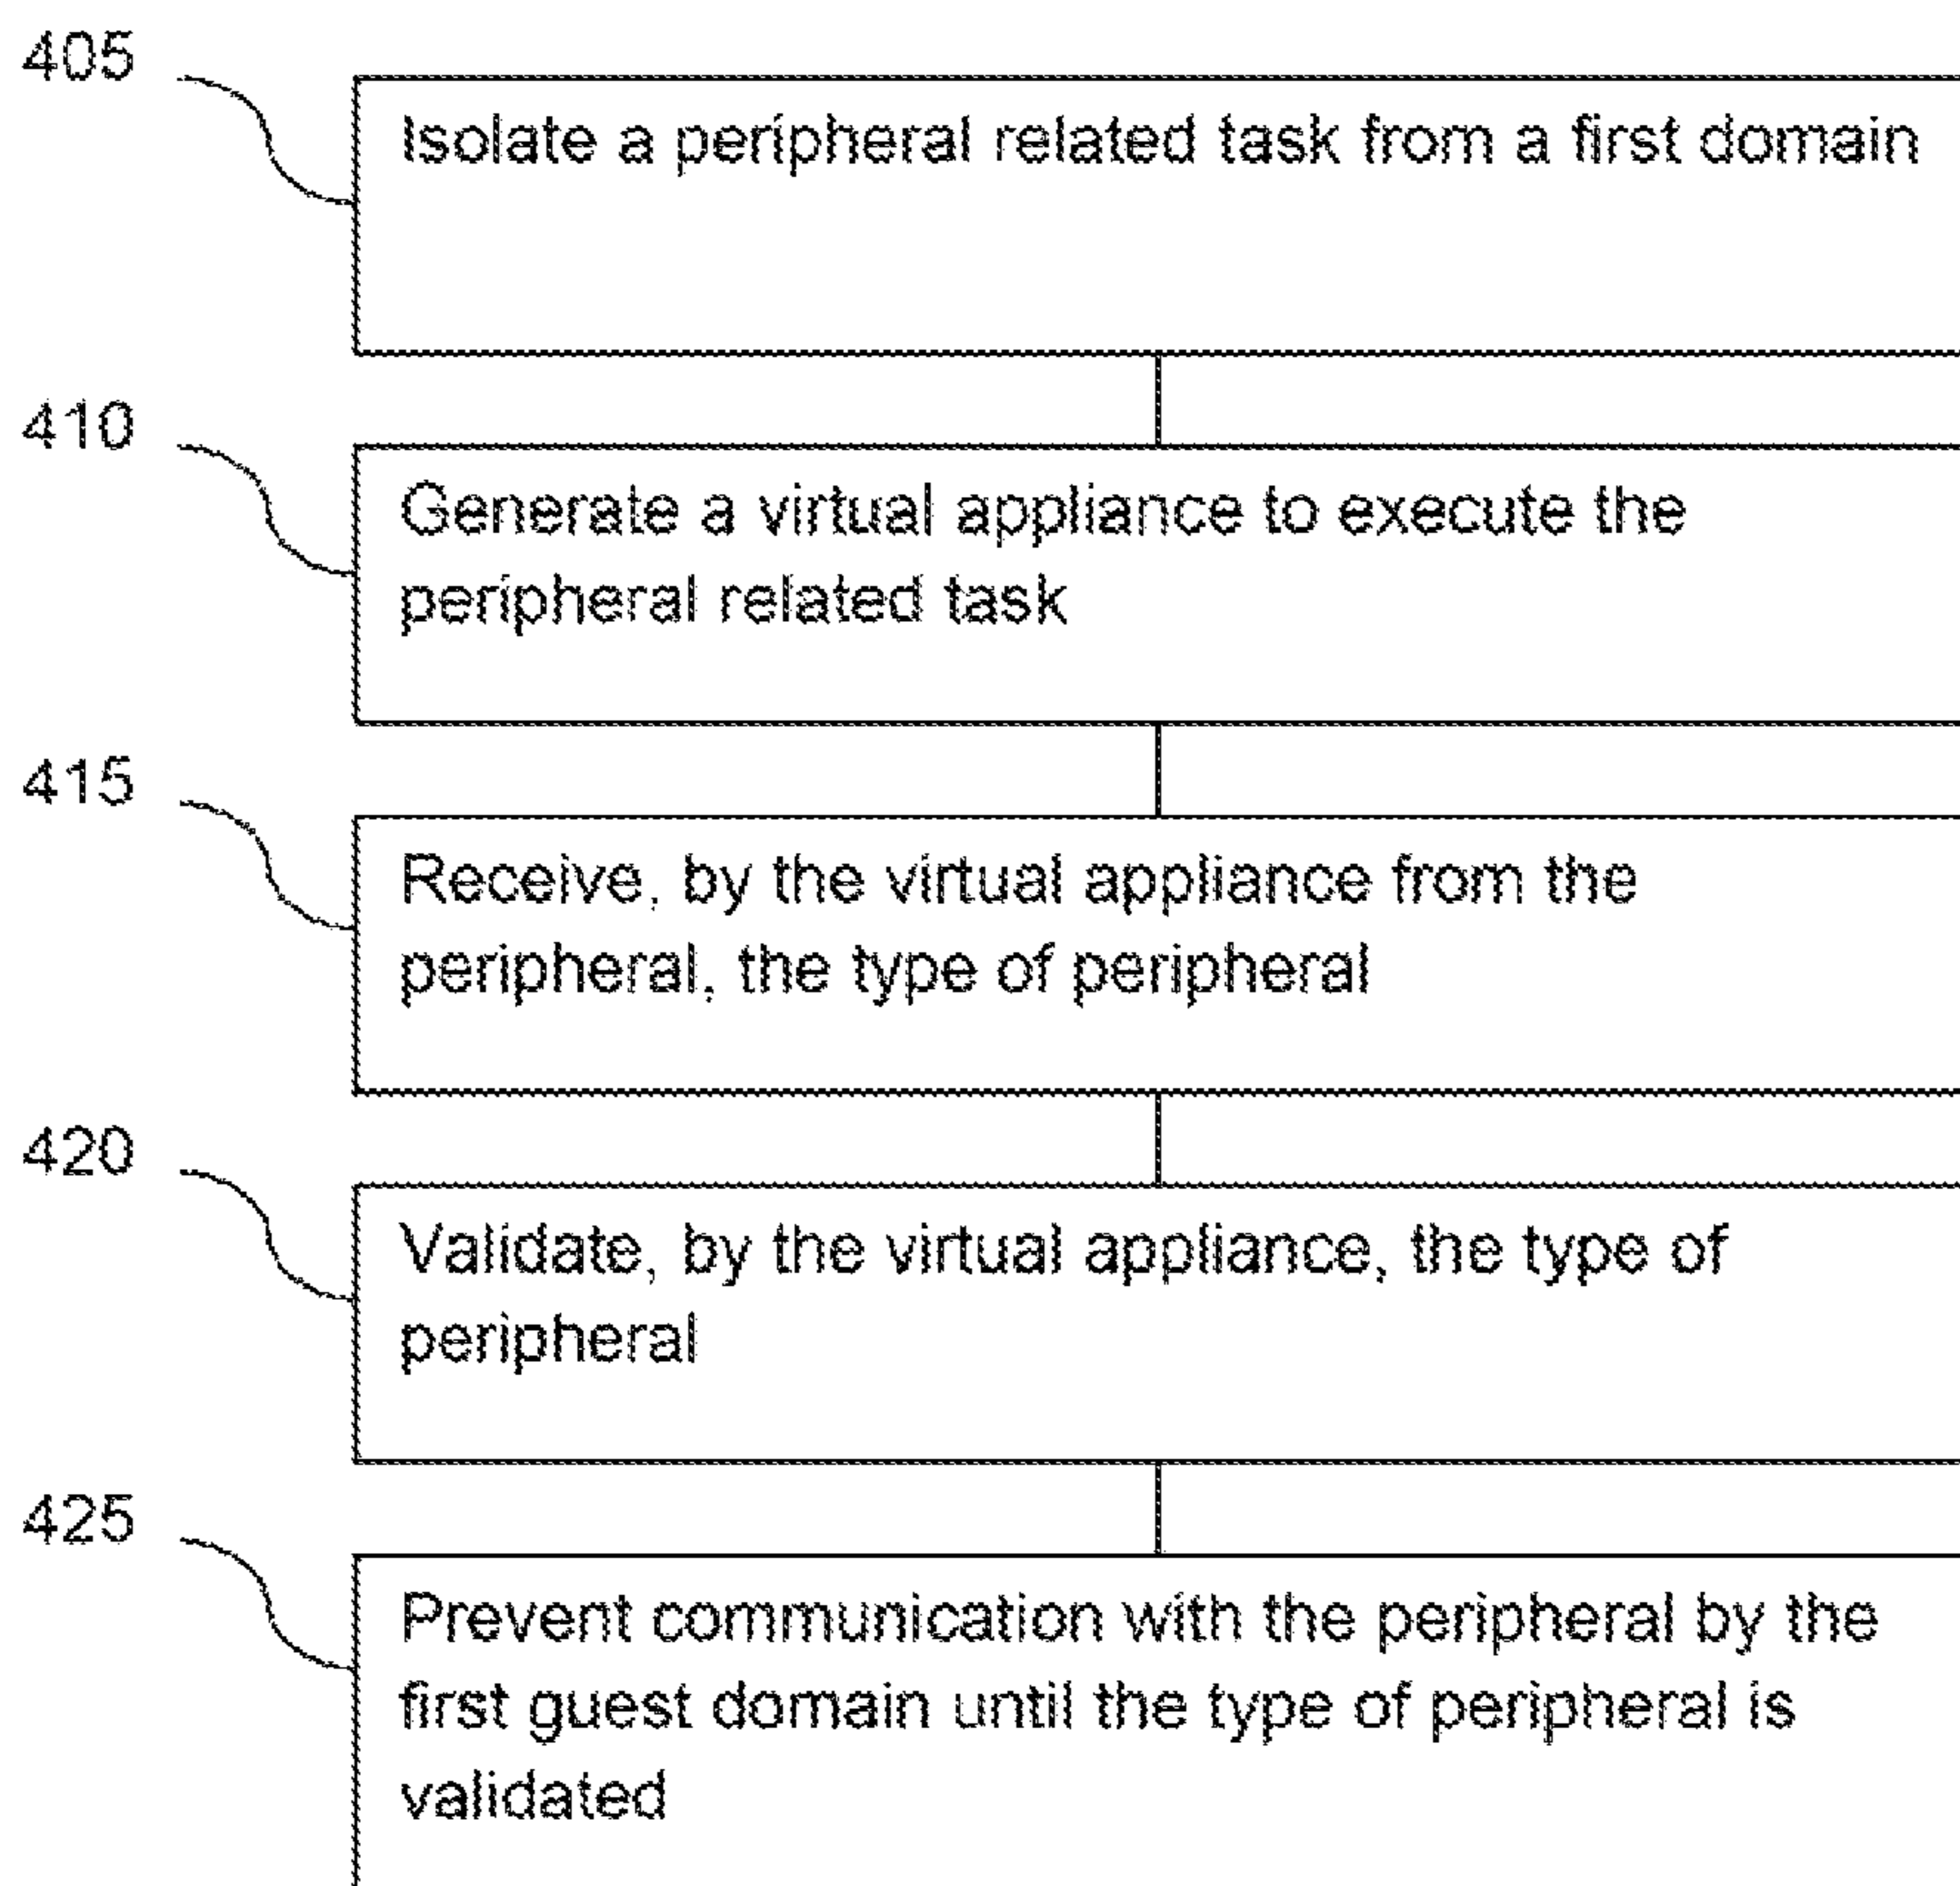 405
Isolate a peripheral related task from a first domain
410
Generate a virtual appliance to execute the
peripheral related task
415
Receive, by the virtual appliance from the
peripheral, the type of peripheral
420
Validate, by the virtual appliance, the type of
peripheral
425
Prevent communication with the peripheral by the
first guest domain until the type of peripheral is
validated